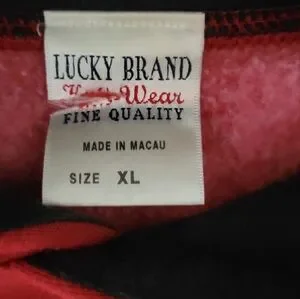 LUCKY BRAND
Wear
FINE QUALITY
MADE IN MACAU
SIZE XL